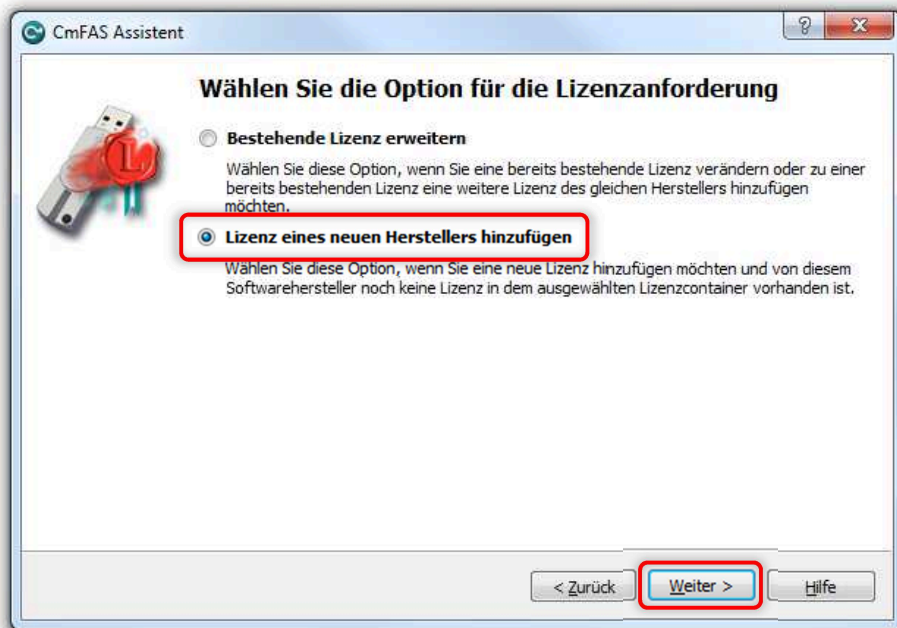 CmFAS Assistent
?
X
Wählen Sie die Option für die Lizenzanforderung
L
Bestehende Lizenz erweitern
Wählen Sie diese Option, wenn Sie eine bereits bestehende Lizenz verändern oder zu einer
bereits bestehenden Lizenz eine weitere Lizenz des gleichen Herstellers hinzufügen
möchten.
Lizenz eines neuen Herstellers hinzufügen
Wählen Sie diese Option, wenn Sie eine neue Lizenz hinzufügen möchten und von diesem
Softwarehersteller noch keine Lizenz in dem ausgewählten Lizenzcontainer vorhanden ist.
< Zurück Weiter > Hilfe